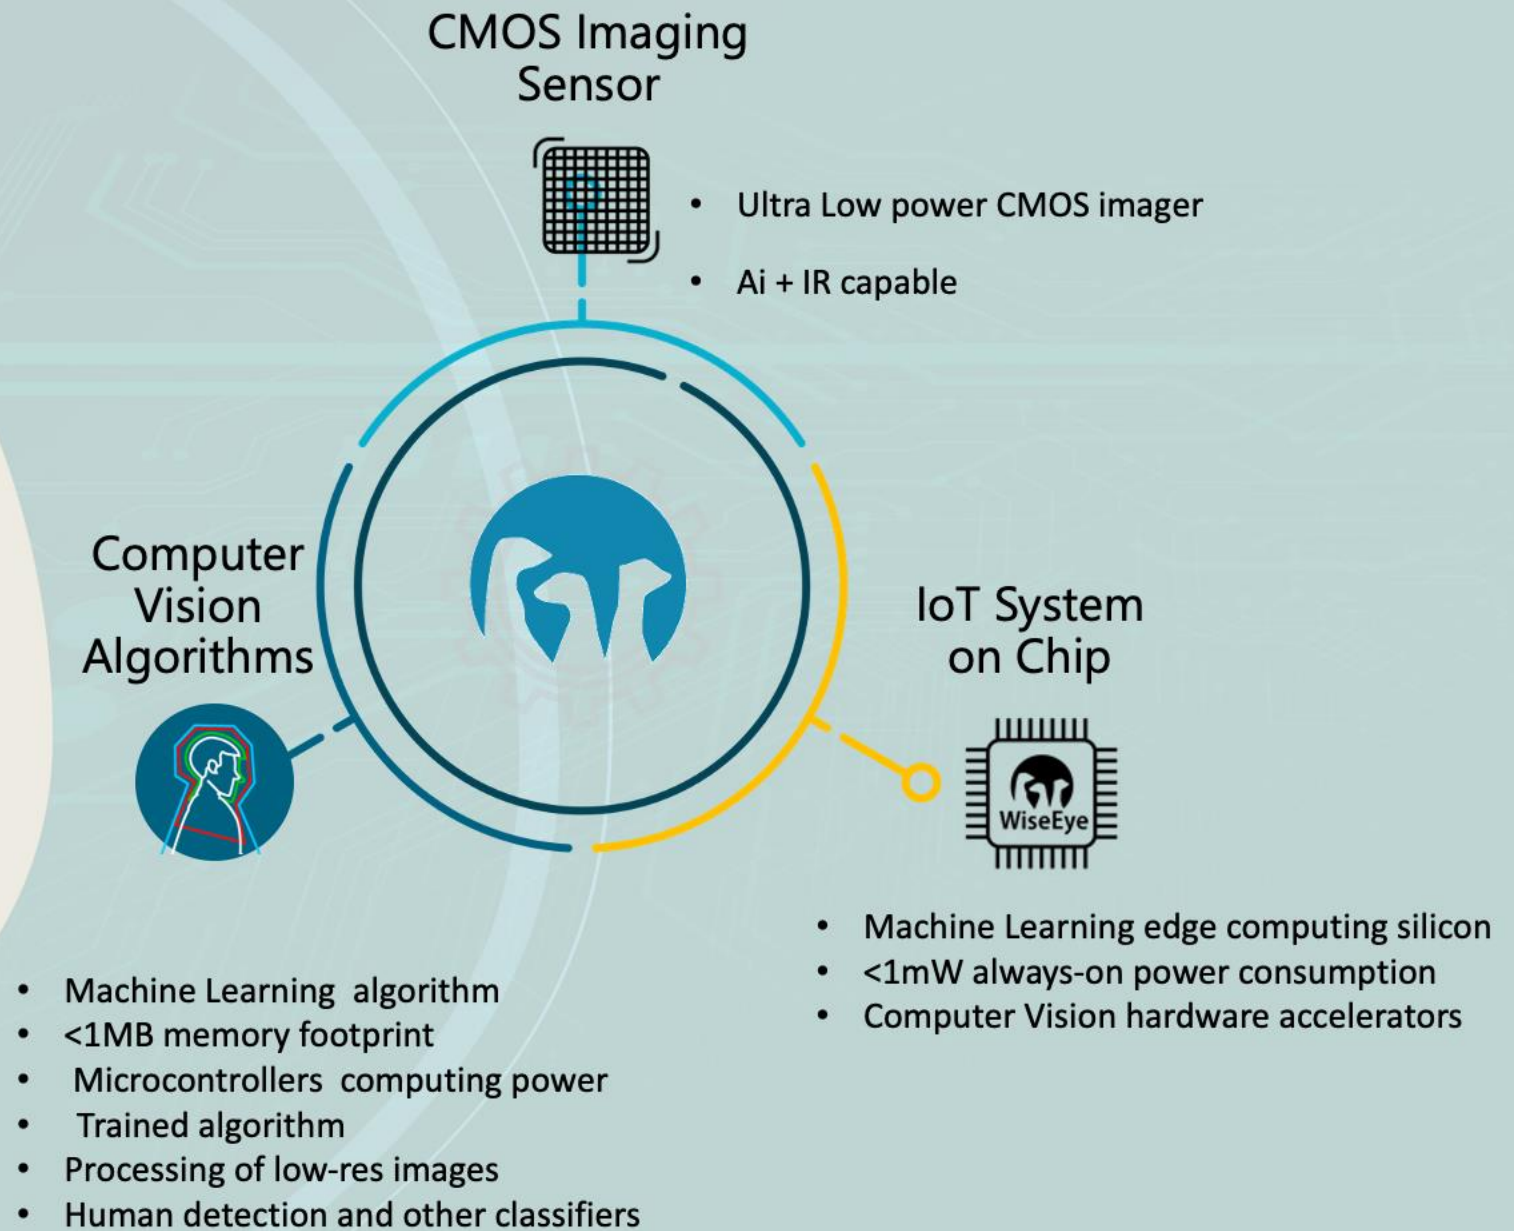 CMOS Imaging
Sensor
• Ultra Low power CMOS imager
• Ai + IR capable
Computer
Vision
Algorithms
IoT System
on Chip
WiseEye
• Machine Learning edge computing silicon
• <1mW always-on power consumption
• Computer Vision hardware accelerators
• Machine Learning  algorithm
• <1MB memory footprint
• Microcontrollers  computing power
• Trained algorithm
• Processing of low-res images
• Human detection and other classifiers